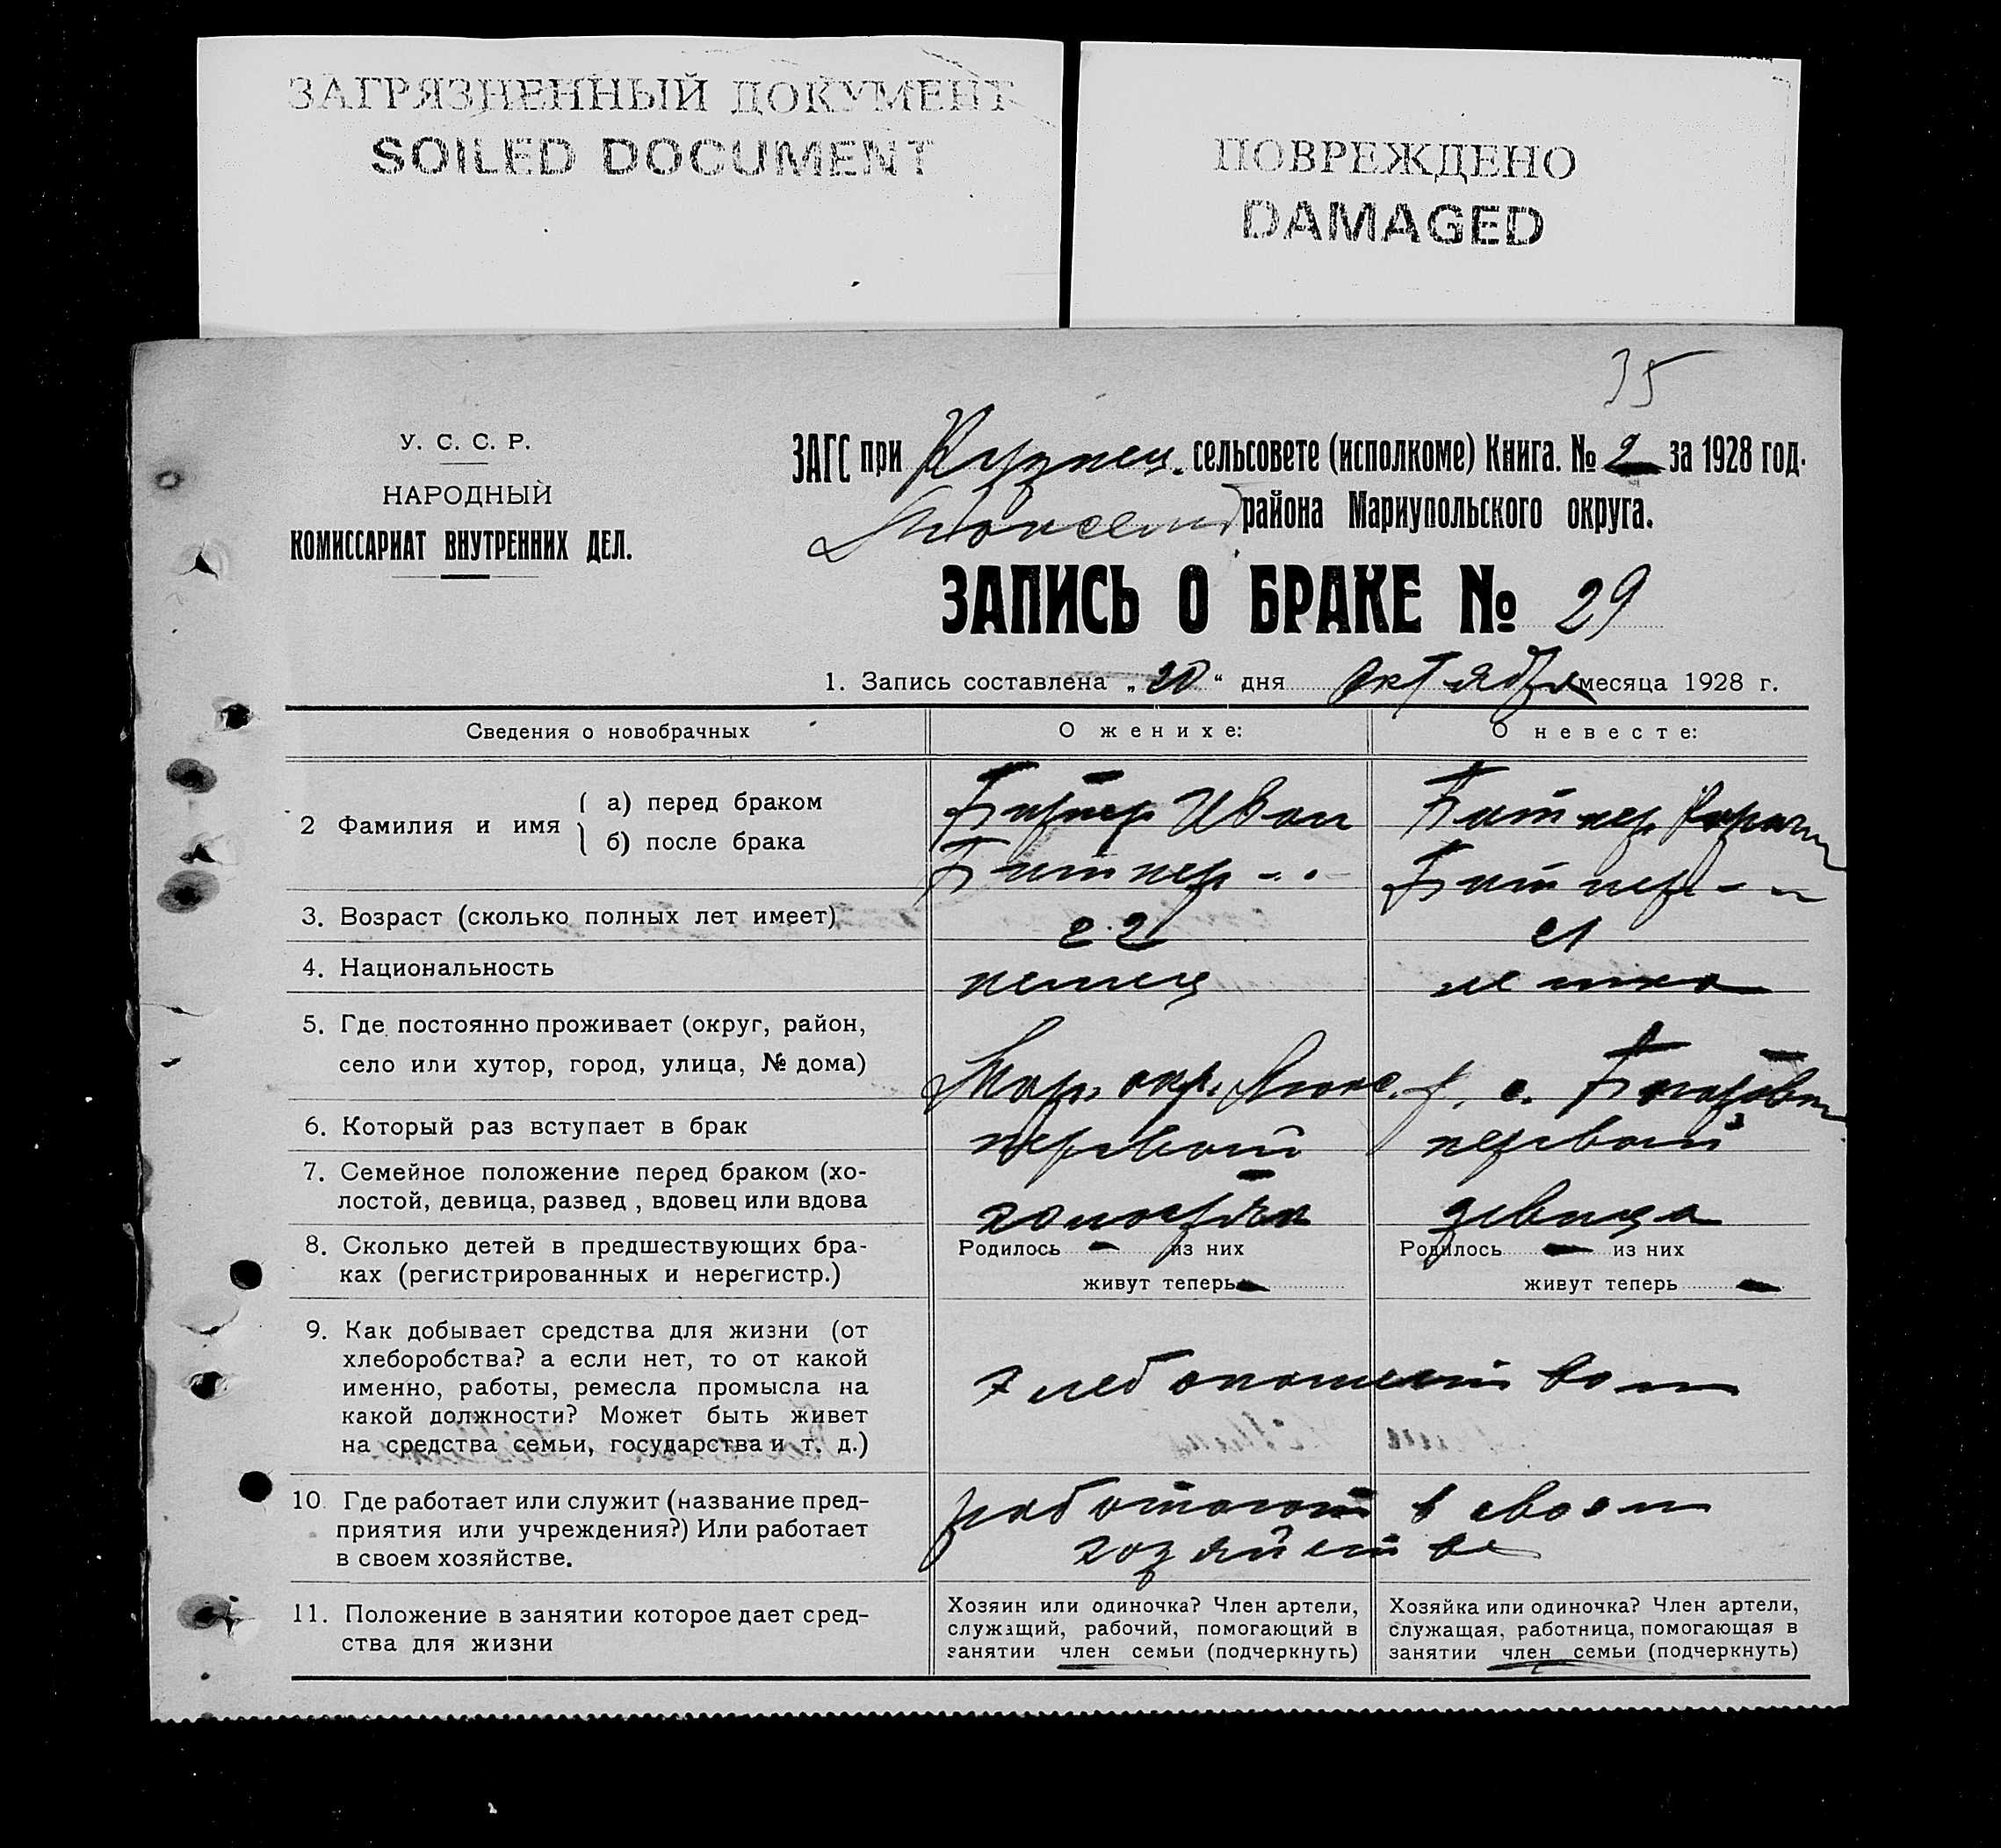 ЗАГРЯЗНЕННЫЙ ДОКУМЕНТ
SOILED DOCUMENT
ПОВРЕЖДЕНО
DAMAGED
35
У. С. С. Р.
НАРОДНЫЙ
КОМИССАРИАТ ВНУТРЕННИХ ДЕЛ.
ЗАГС при Кузнец. сельсовете (исполкоме) Книга. № 2 за 1928 год.
района Мариупольского округа.
ЗАПИСЬ О БРАКЕ № 29
1. Запись составлена „20“ дня октября месяца 1928 г.
Сведения о новобрачных
О женихе:
О невесте:
2 Фамилия и имя
а) перед браком
б) после брака
Иван
Битнер
Битнер - -
Битнер - -
3. Возраст (сколько полных лет имеет)
22
21
4. Национальность
немец
немка
5. Где постоянно проживает (округ, район,
село или хутор, город, улица, № дома)
Мар. окр. Люкс. р. с.
6. Который раз вступает в брак
первый
первый
7. Семейное положение перед браком (хо-
лостой, девица, развед, вдовец или вдова
девица
8. Сколько детей в предшествующих бра-
ках (регистрированных и нерегистр.)
Родилось - из них
живут теперь -
Родилось - из них
живут теперь -
9. Как добывает средства для жизни (от
хлеборобства? а если нет, то от какой
именно, работы, ремесла промысла на
какой должности? Может быть живет
на средства семьи, государства и т. д.)
хлебопашеством
10. Где работает или служит (название пред-
приятия или учреждения?) Или работает
в своем хозяйстве.
работают в своем
хозяйстве
11. Положение в занятии которое дает сред-
ства для жизни
Хозяин или одиночка? Член артели,
служащий, рабочий, помогающий в
занятии член семьи (подчеркнуть)
Хозяйка или одиночка? Член артели,
служащая, работница, помогающая в
занятии член семьи (подчеркнуть)